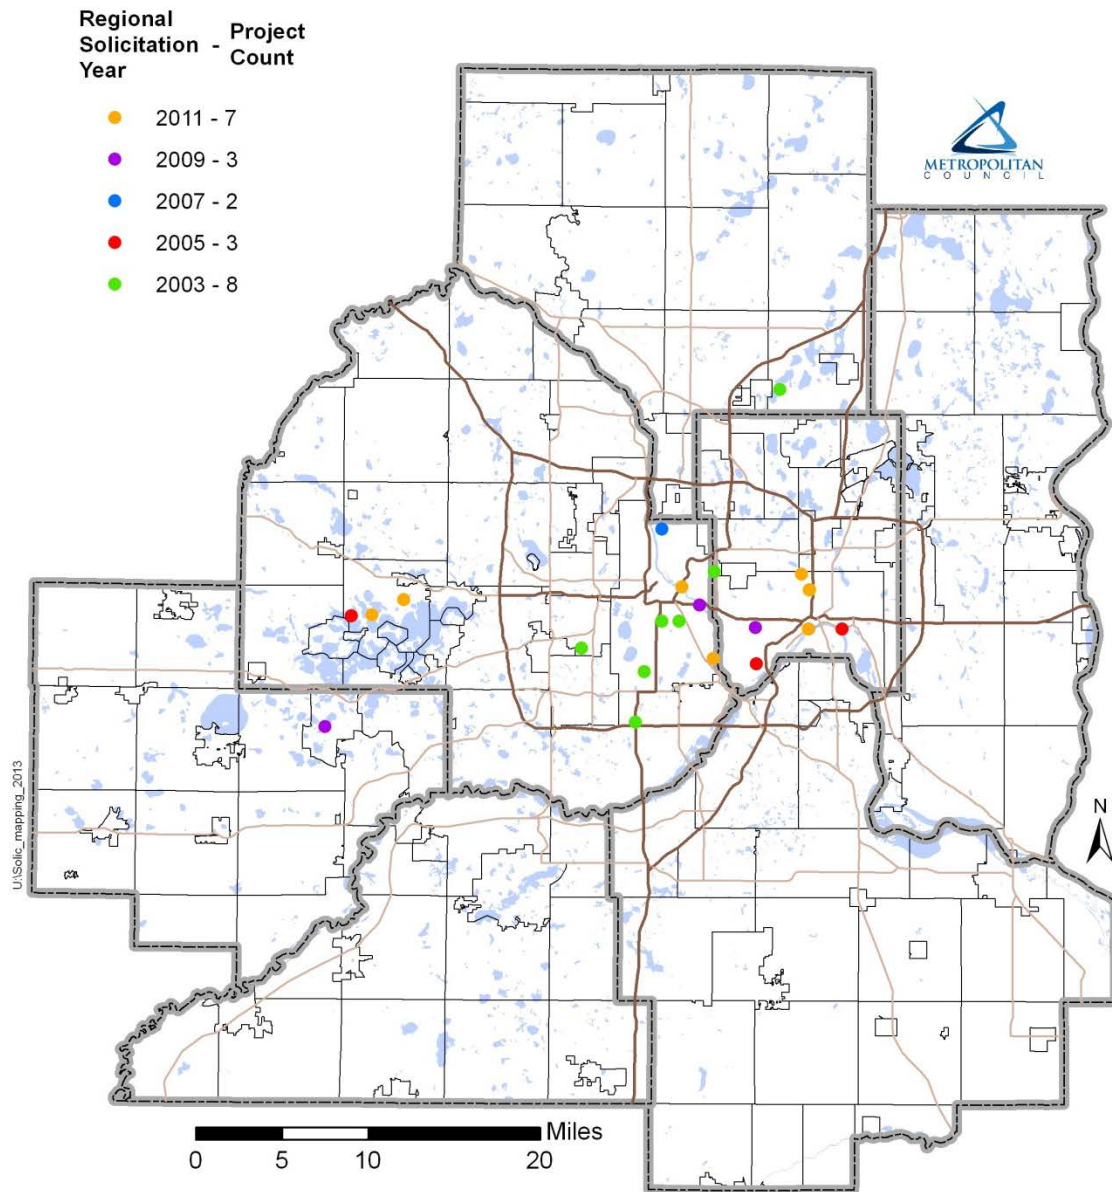 Regional
Solicitation - Project
Year Count
2011 - 7
2009 - 3
2007 - 2
2005 - 3
2003 - 8
METROPOLITAN
COUNCIL
U:\Solic_mapping_2013
N
Miles
0 5 10 20